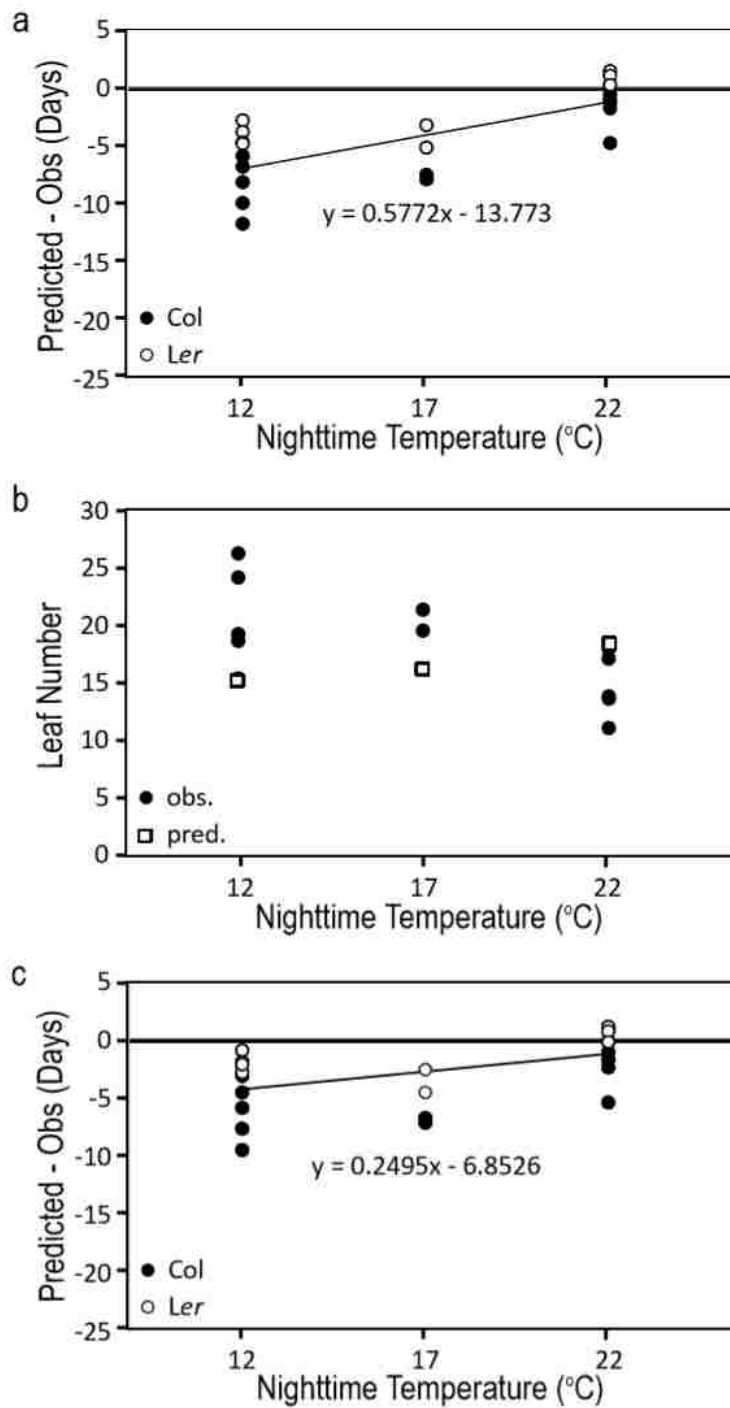 a
5
0
-5
-10
-15
-20
-25
Predicted - Obs (Days)
y = 0.5772x - 13.773
Col
Ler
12 17 22
Nighttime Temperature (°C)
b
30
25
20
15
10
5
0
Leaf Number
obs.
pred.
12 17 22
Nighttime Temperature (°C)
c
5
0
-5
-10
-15
-20
-25
Predicted - Obs (Days)
y = 0.2495x - 6.8526
Col
Ler
12 17 22
Nighttime Temperature (°C)